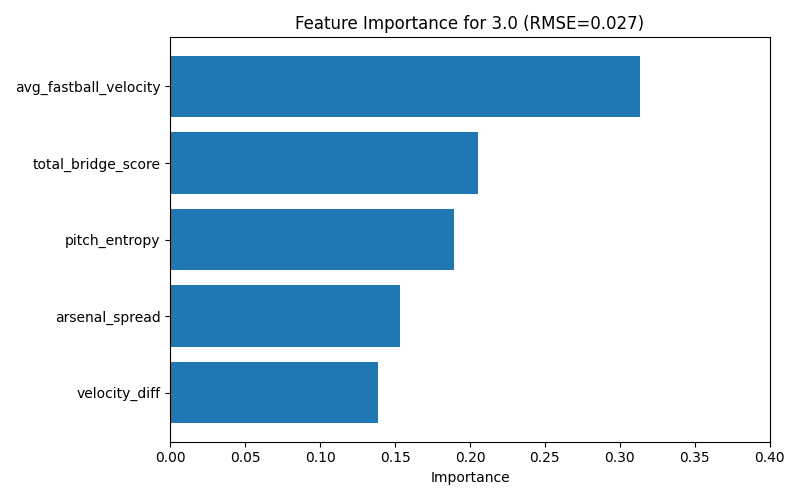 Feature Importance for 3.0 (RMSE=0.027)
avg_fastball_velocity
total_bridge_score
pitch_entropy
arsenal_spread
velocity_diff
0.00 0.05 0.10 0.15 0.20 0.25 0.30 0.35 0.40
Importance